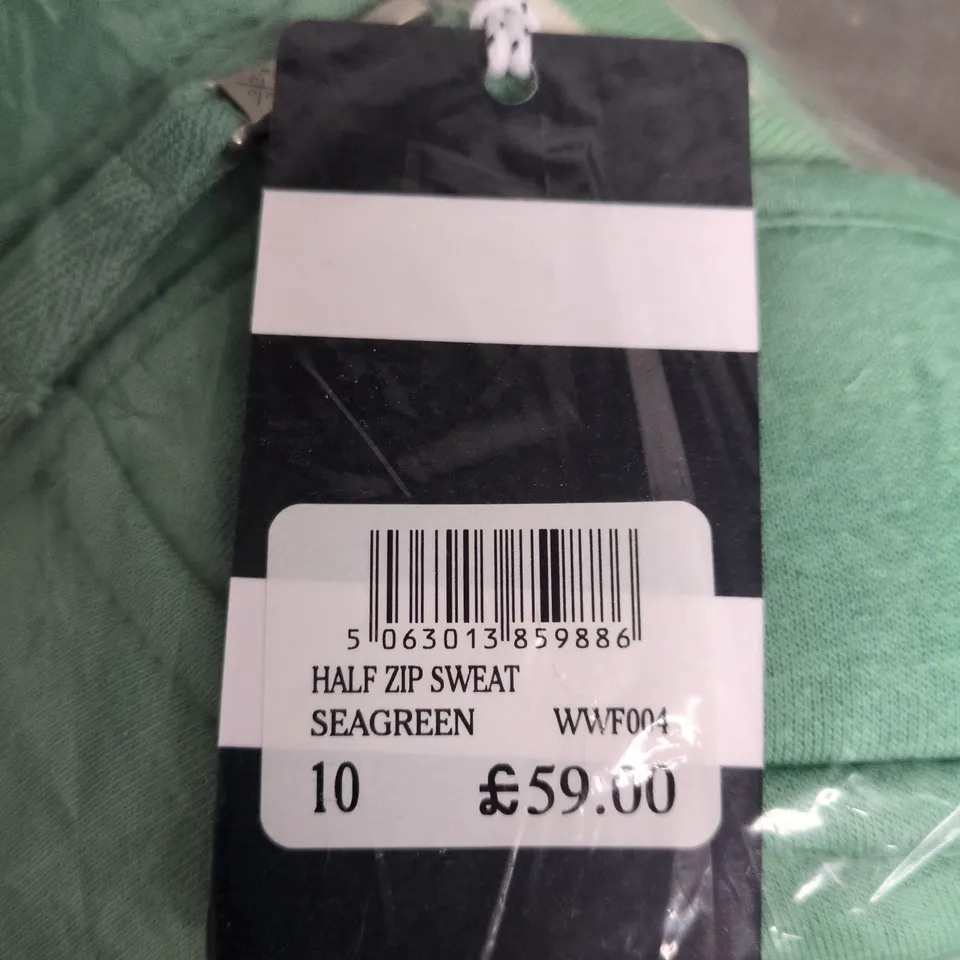 5 063013 859886
HALF ZIP SWEAT
SEAGREEN WWF004
10 £59.00